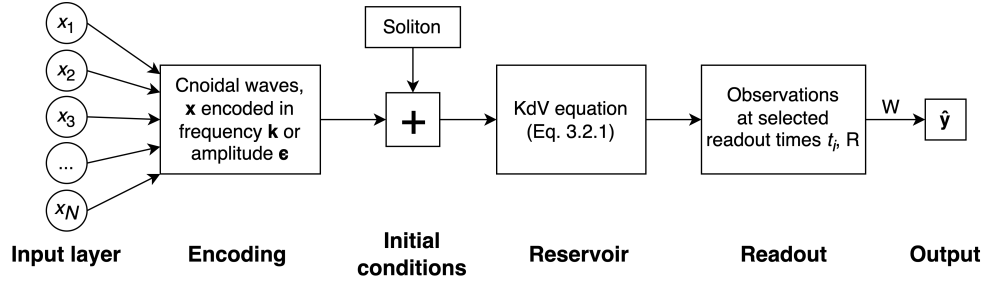 x1
x2
x3
...
xN
Cnoidal waves,
x encoded in
frequency k or
amplitude є
Soliton
+
KdV equation
(Eq. 3.2.1)
Observations
at selected
readout times ti, R
W
ŷ
Input layer
Encoding
Initial
conditions
Reservoir
Readout
Output